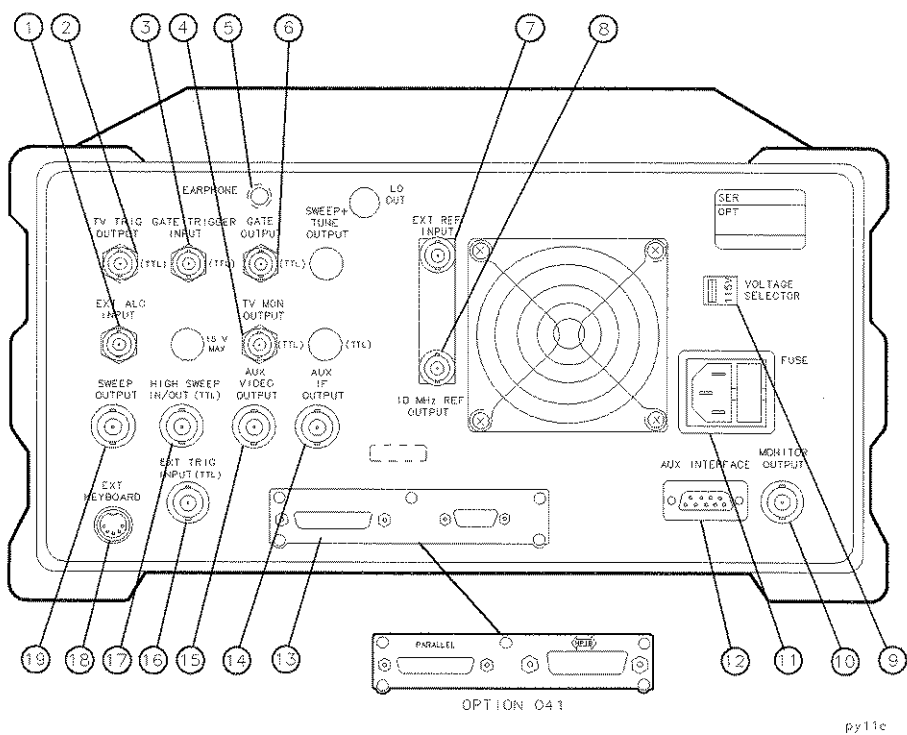 1 2 3 4 5 6 7 8
EARPHONE
LO
OUT
SER
OPT
TV TRIG
OUTPUT
(TTL)
GATE TRIGGER
INPUT
(TTL)
GATE
OUTPUT
(TTL)
SWEEP+
TUNE
OUTPUT
EXT REF
INPUT
115V
VOLTAGE
SELECTOR
EXT ALC
INPUT
15 V
MAX
TV MON
OUTPUT
(TTL)
(TTL)
FUSE
SWEEP
OUTPUT
HIGH SWEEP
IN/OUT (TTL)
AUX
VIDEO
OUTPUT
AUX
IF
OUTPUT
10 MHz REF
OUTPUT
EXT TRIG
INPUT (TTL)
AUX INTERFACE
MONITOR
OUTPUT
EXT
KEYBOARD
19 18 17 16 15 14 13 12 11 10 9
PARALLEL
HPIB
OPTION 041
py11e